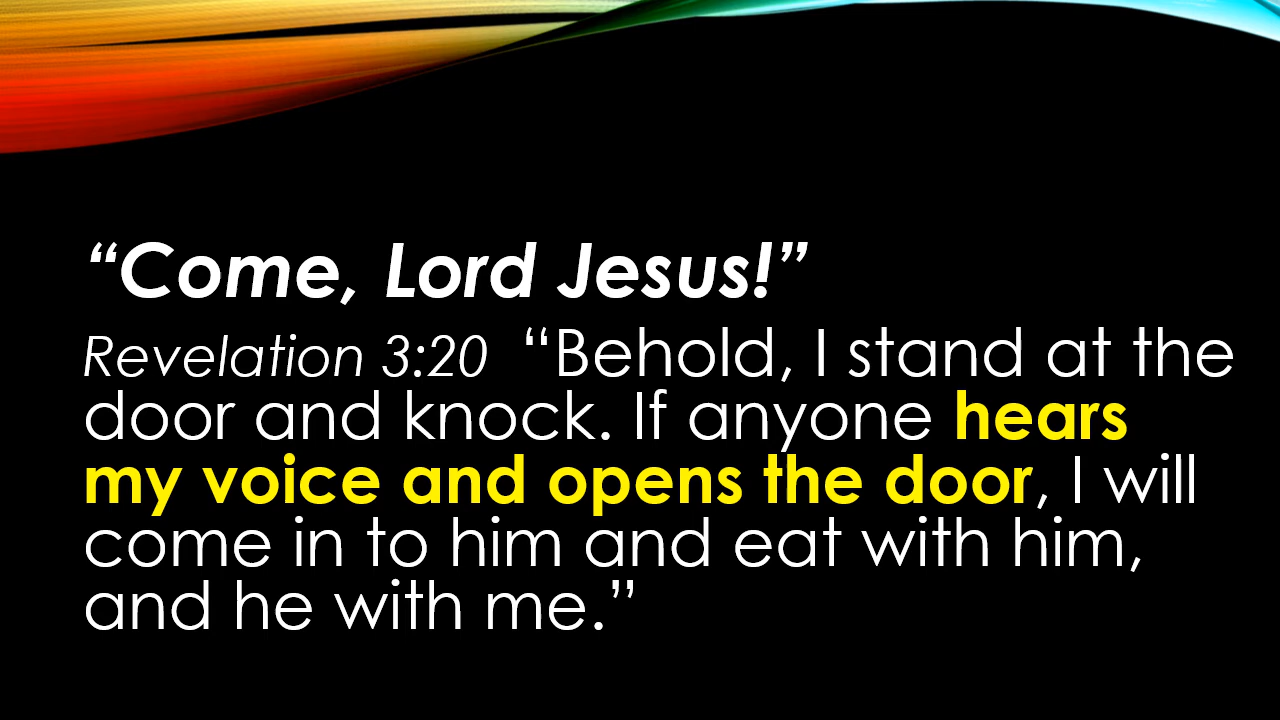 “Come, Lord Jesus!”
Revelation 3:20 “Behold, I stand at the
door and knock. If anyone hears
my voice and opens the door, I will
come in to him and eat with him,
and he with me.”